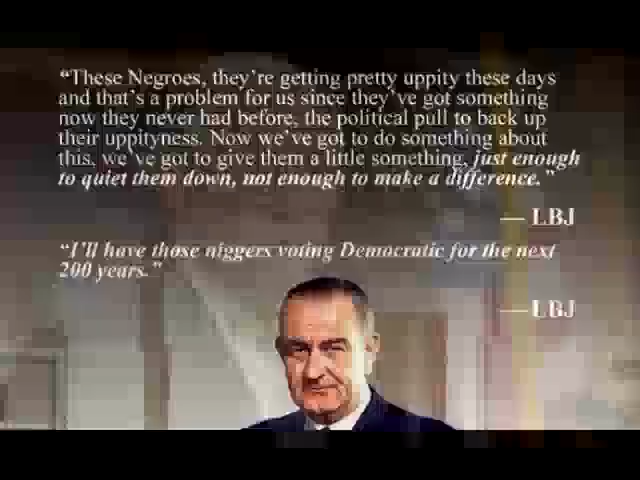 “These Negroes, they're getting pretty uppity these days
and that's a problem for us since they've got something
now they never had before, the political pull to back up
their uppityness. Now we've got to do something about
this, we've got to give them a little something, just enough
to quiet them down, not enough to make a difference.”
— LBJ
“I'll have those niggers voting Democratic for the next
200 years.”
— LBJ